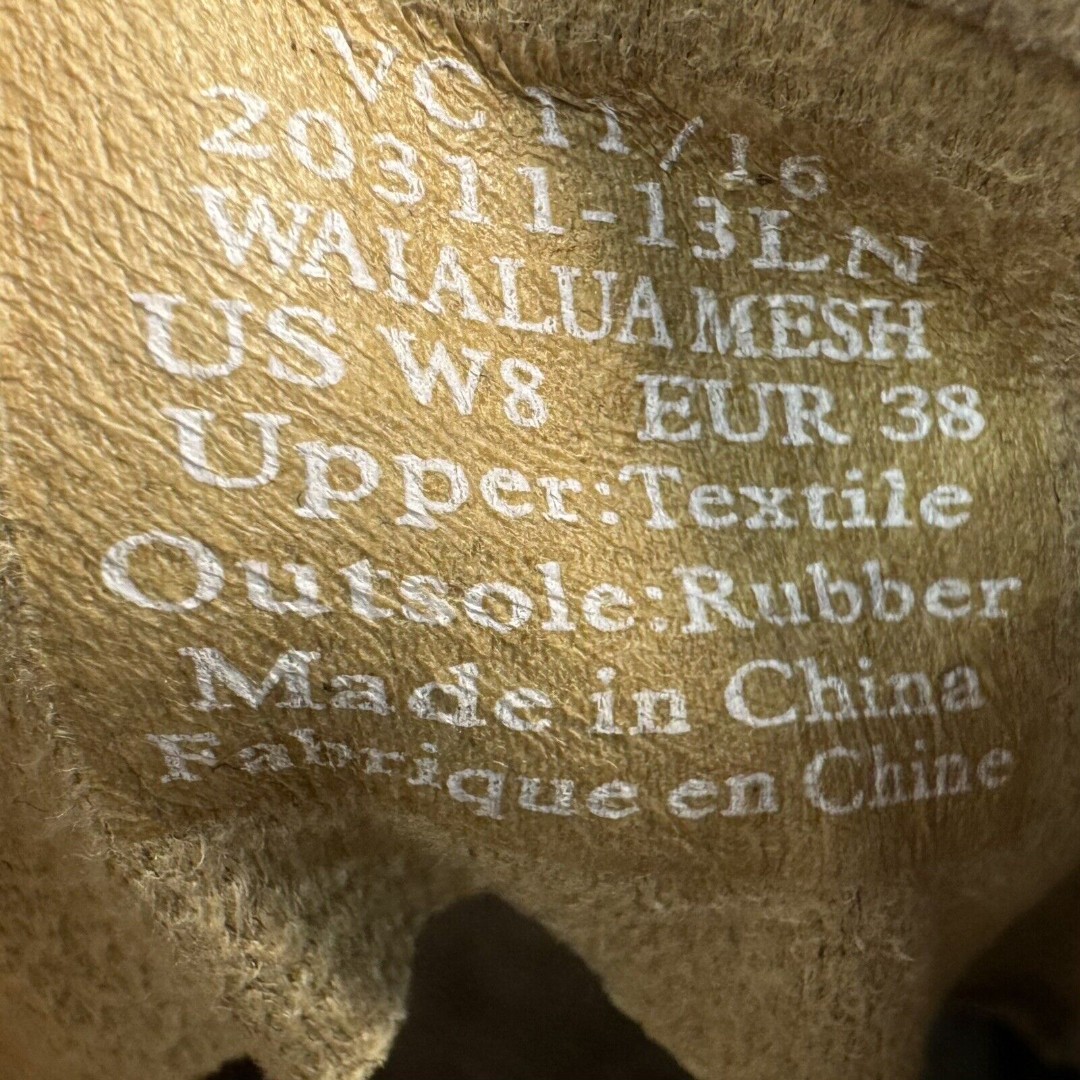 VC 11/16
20311-13LN
WAIALUA MESH
US W8 EUR 38
Upper:Textile
Outsole:Rubber
Made in China
Fabrique en Chine